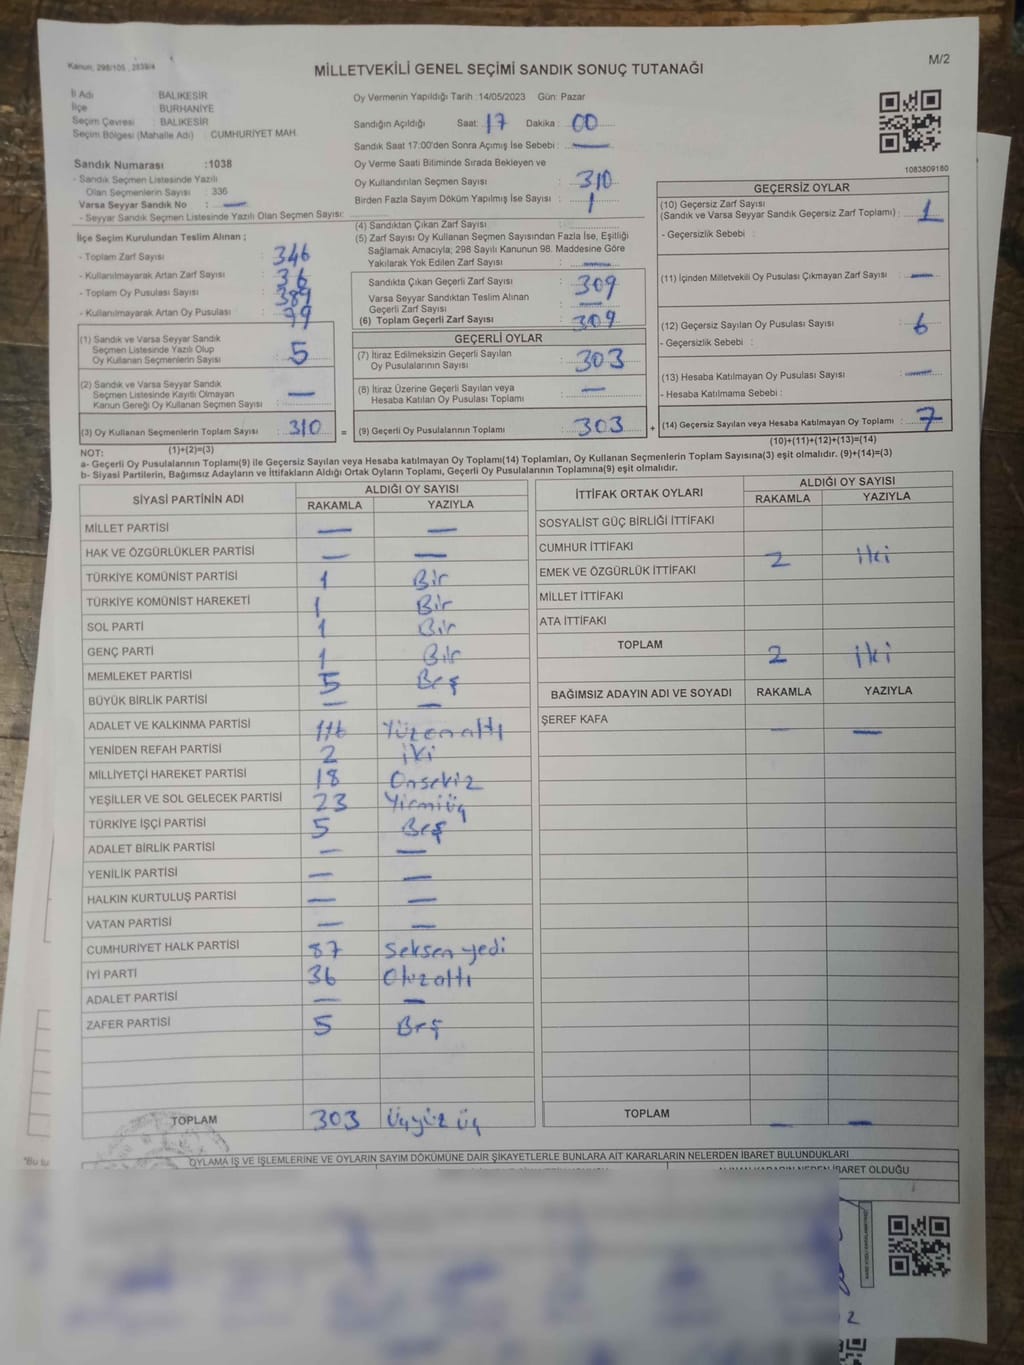 Kanun, 298/105 , 2839/4
M/2
MİLLETVEKİLİ GENEL SEÇİMİ SANDIK SONUÇ TUTANAĞI
İl Adı BALIKESİR
İlçe BURHANİYE
Seçim Çevresi : BALIKESİR
Seçim Bölgesi (Mahalle Adı) : CUMHURİYET MAH.
Sandık Numarası :1038
- Sandık Seçmen Listesinde Yazılı
Olan Seçmenlerin Sayısı : 336
Varsa Seyyar Sandık No : —
- Seyyar Sandık Seçmen Listesinde Yazılı Olan Seçmen Sayısı:
Oy Vermenin Yapıldığı Tarih :14/05/2023 Gün: Pazar
Sandığın Açıldığı Saat: 17 Dakika : 00
Sandık Saat 17:00'den Sonra Açımış İse Sebebi : —
Oy Verme Saati Bitiminde Sırada Bekleyen ve
Oy Kullandırılan Seçmen Sayısı : 310
Birden Fazla Sayım Döküm Yapılmış İse Sayısı : 1
1083809180
İlçe Seçim Kurulundan Teslim Alınan ;
- Toplam Zarf Sayısı : 346
- Kullanılmayarak Artan Zarf Sayısı : 36
- Toplam Oy Pusulası Sayısı : 389
- Kullanılmayarak Artan Oy Pusulası : 79
(1) Sandık ve Varsa Seyyar Sandık
Seçmen Listesinde Yazılı Olup
Oy Kullanan Seçmenlerin Sayısı : 5
(2) Sandık ve Varsa Seyyar Sandık
Seçmen Listesinde Kayıtlı Olmayan
Kanun Gereği Oy Kullanan Seçmen Sayısı : —
(3) Oy Kullanan Seçmenlerin Toplam Sayısı : 310 =
(1)+(2)=(3)
(4) Sandıktan Çıkan Zarf Sayısı :
(5) Zarf Sayısı Oy Kullanan Seçmen Sayısından Fazla İse, Eşitliği
Sağlamak Amacıyla; 298 Sayılı Kanunun 98. Maddesine Göre
Yakılarak Yok Edilen Zarf Sayısı : —
Sandıkta Çıkan Geçerli Zarf Sayısı : 309
Varsa Seyyar Sandıktan Teslim Alınan
Geçerli Zarf Sayısı : —
(6) Toplam Geçerli Zarf Sayısı : 309
GEÇERLİ OYLAR
(7) İtiraz Edilmeksizin Geçerli Sayılan
Oy Pusulalarının Sayısı : 303
(8) İtiraz Üzerine Geçerli Sayılan veya
Hesaba Katılan Oy Pusulası Toplamı : —
(9) Geçerli Oy Pusulalarının Toplamı : 303 +
GEÇERSİZ OYLAR
(10) Geçersiz Zarf Sayısı
(Sandık ve Varsa Seyyar Sandık Geçersiz Zarf Toplamı) : 1
- Geçersizlik Sebebi :
(11) İçinden Milletvekili Oy Pusulası Çıkmayan Zarf Sayısı : —
(12) Geçersiz Sayılan Oy Pusulası Sayısı : 6
- Geçersizlik Sebebi :
(13) Hesaba Katılmayan Oy Pusulası Sayısı : —
- Hesaba Katılmama Sebebi :
(14) Geçersiz Sayılan veya Hesaba Katılmayan Oy Toplamı : 7
(10)+(11)+(12)+(13)=(14)
NOT:
a- Geçerli Oy Pusulalarının Toplamı(9) ile Geçersiz Sayılan veya Hesaba katılmayan Oy Toplamı(14) Toplamları, Oy Kullanan Seçmenlerin Toplam Sayısına(3) eşit olmalıdır. (9)+(14)=(3)
b- Siyasi Partilerin, Bağımsız Adayların ve İttifakların Aldığı Ortak Oyların Toplamı, Geçerli Oy Pusulalarının Toplamına(9) eşit olmalıdır.
SİYASİ PARTİNİN ADI ALDIĞI OY SAYISI
RAKAMLA YAZIYLA
MİLLET PARTİSİ — —
HAK VE ÖZGÜRLÜKLER PARTİSİ — —
TÜRKİYE KOMÜNİST PARTİSİ 1 Bir
TÜRKİYE KOMÜNİST HAREKETİ 1 Bir
SOL PARTİ 1 Bir
GENÇ PARTİ 1 Bir
MEMLEKET PARTİSİ 5 Beş
BÜYÜK BİRLİK PARTİSİ — —
ADALET VE KALKINMA PARTİSİ 116 Yüzonaltı
YENİDEN REFAH PARTİSİ 2 iki
MİLLİYETÇİ HAREKET PARTİSİ 18 Onsekiz
YEŞİLLER VE SOL GELECEK PARTİSİ 23 Yirmiüç
TÜRKİYE İŞÇİ PARTİSİ 5 Beş
ADALET BİRLİK PARTİSİ — —
YENİLİK PARTİSİ — —
HALKIN KURTULUŞ PARTİSİ — —
VATAN PARTİSİ — —
CUMHURİYET HALK PARTİSİ 87 Seksen yedi
İYİ PARTİ 36 Otuzaltı
ADALET PARTİSİ — —
ZAFER PARTİSİ 5 Beş
TOPLAM 303 Üçyüz üç
İTTİFAK ORTAK OYLARI ALDIĞI OY SAYISI
RAKAMLA YAZIYLA
SOSYALİST GÜÇ BİRLİĞİ İTTİFAKI
CUMHUR İTTİFAKI 2 iki
EMEK VE ÖZGÜRLÜK İTTİFAKI
MİLLET İTTİFAKI
ATA İTTİFAKI
TOPLAM 2 iki
BAĞIMSIZ ADAYIN ADI VE SOYADI RAKAMLA YAZIYLA
ŞEREF KAFA — —
TOPLAM — —
OYLAMA İŞ VE İŞLEMLERİNE VE OYLARIN SAYIM DÖKÜMÜNE DAİR ŞİKAYETLERLE BUNLARA AİT KARARLARIN NELERDEN İBARET BULUNDUKLARI
İBARET OLDUĞU
"Bu tu
2